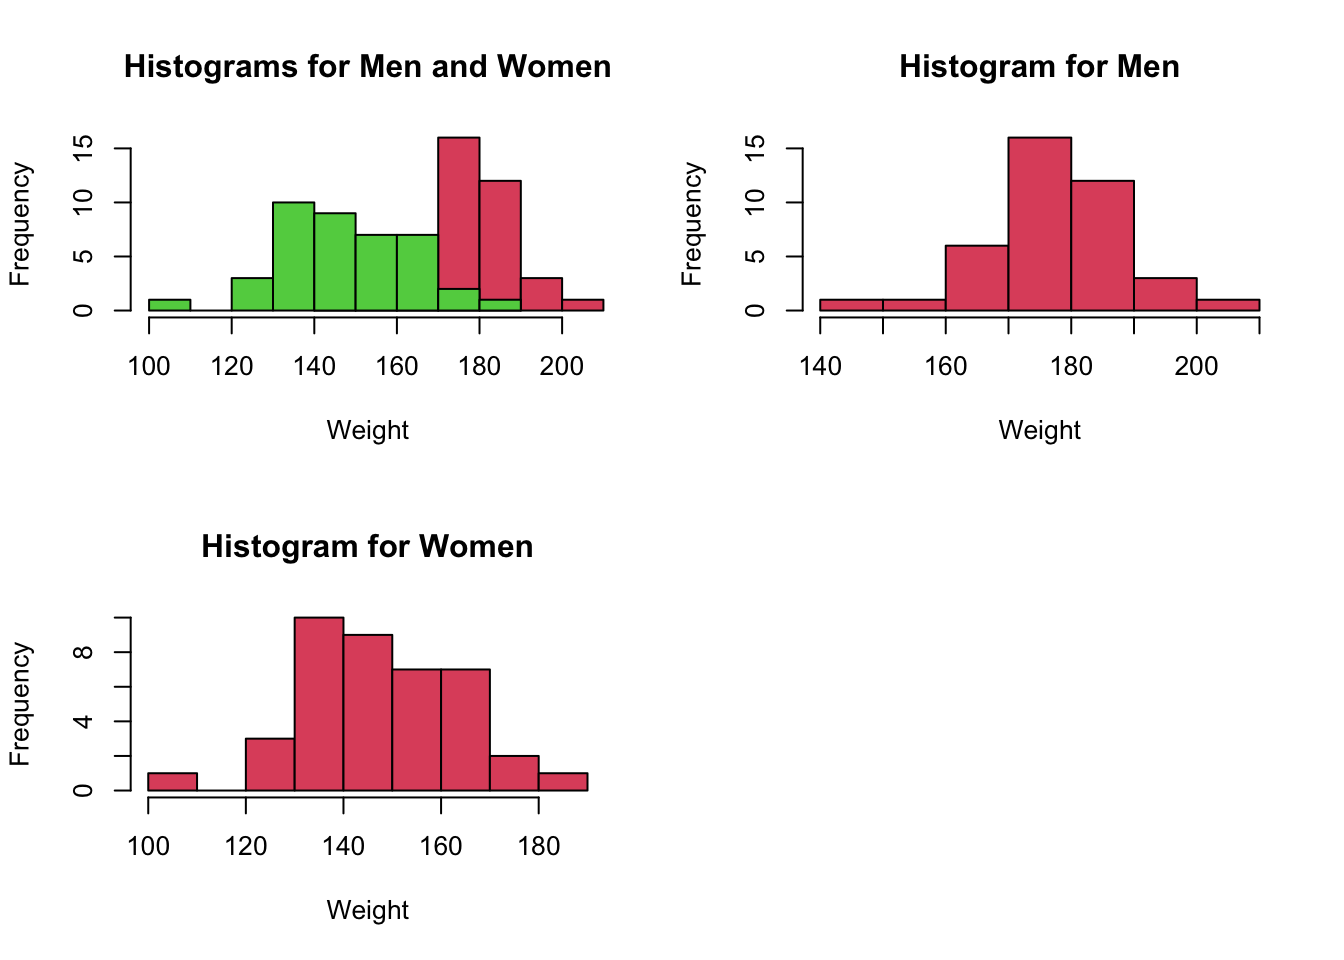 Histograms for Men and Women
Frequency
15
10
5
0
100 120 140 160 180 200
Weight
Histogram for Men
Frequency
15
10
5
0
140 160 180 200
Weight
Histogram for Women
Frequency
8
4
0
100 120 140 160 180
Weight